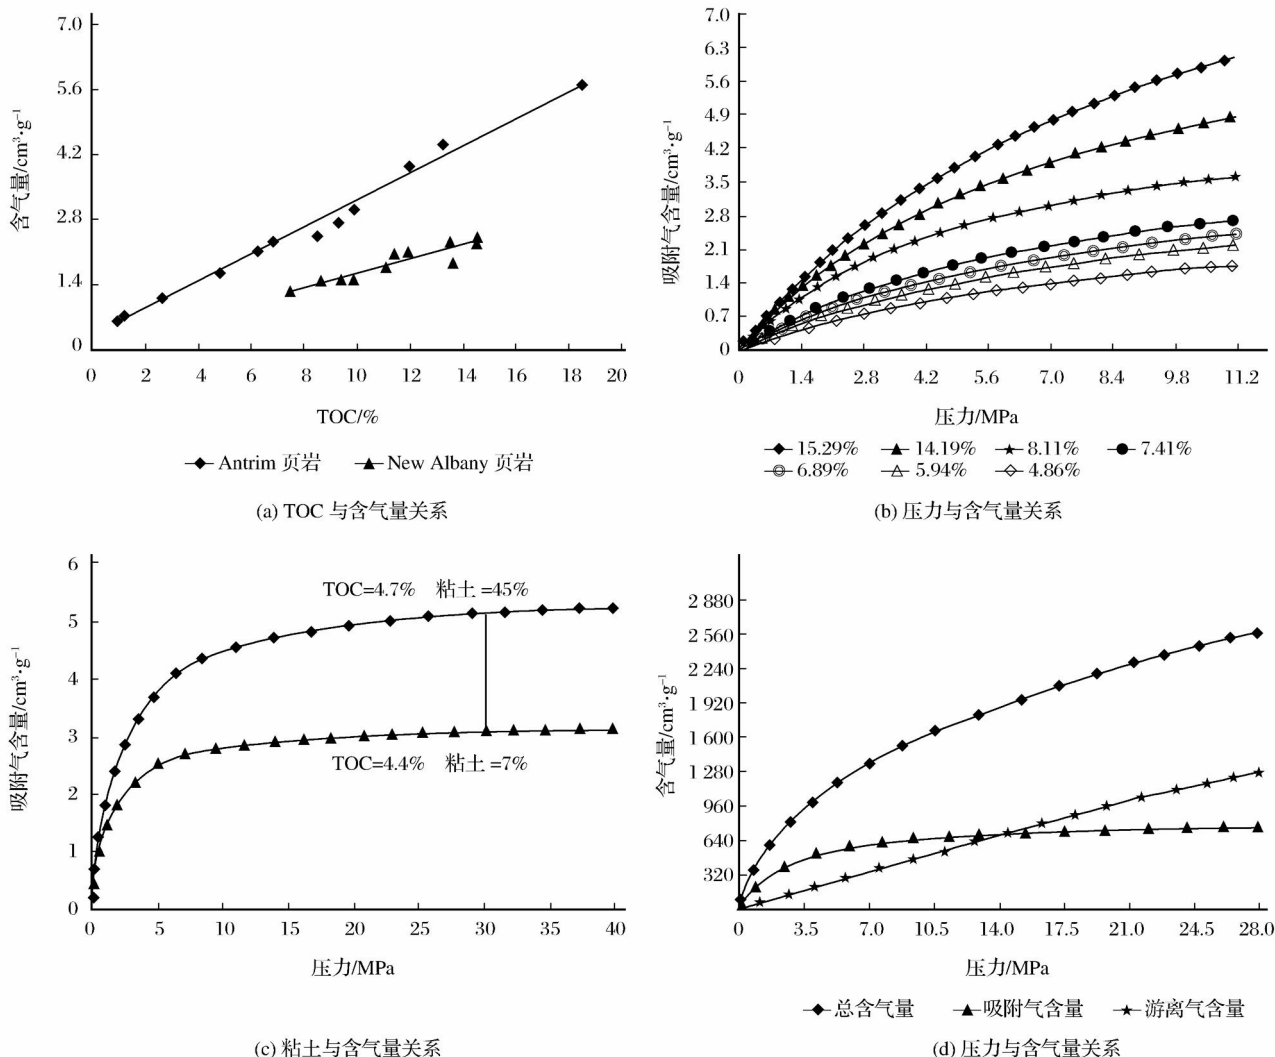 7.0
5.6
4.2
2.8
1.4
0
含气量/cm³·g⁻¹
0 2 4 6 8 10 12 14 16 18 20
TOC/%
Antrim 页岩 New Albany 页岩
(a) TOC 与含气量关系
7.0
6.3
5.6
4.9
4.2
3.5
2.8
2.1
1.4
0.7
0
吸附气含量/cm³·g⁻¹
0 1.4 2.8 4.2 5.6 7.0 8.4 9.8 11.2
压力/MPa
15.29% 14.19% 8.11% 7.41%
6.89% 5.94% 4.86%
(b) 压力与含气量关系
6
5
4
3
2
1
0
吸附气含量/cm³·g⁻¹
TOC=4.7% 粘土=45%
TOC=4.4% 粘土=7%
0 5 10 15 20 25 30 35 40
压力/MPa
(c) 粘土与含气量关系
2 880
2 560
2 240
1 920
1 600
1 280
960
640
320
含气量/cm³·g⁻¹
0 3.5 7.0 10.5 14.0 17.5 21.0 24.5 28.0
压力/MPa
总含气量 吸附气含量 游离气含量
(d) 压力与含气量关系